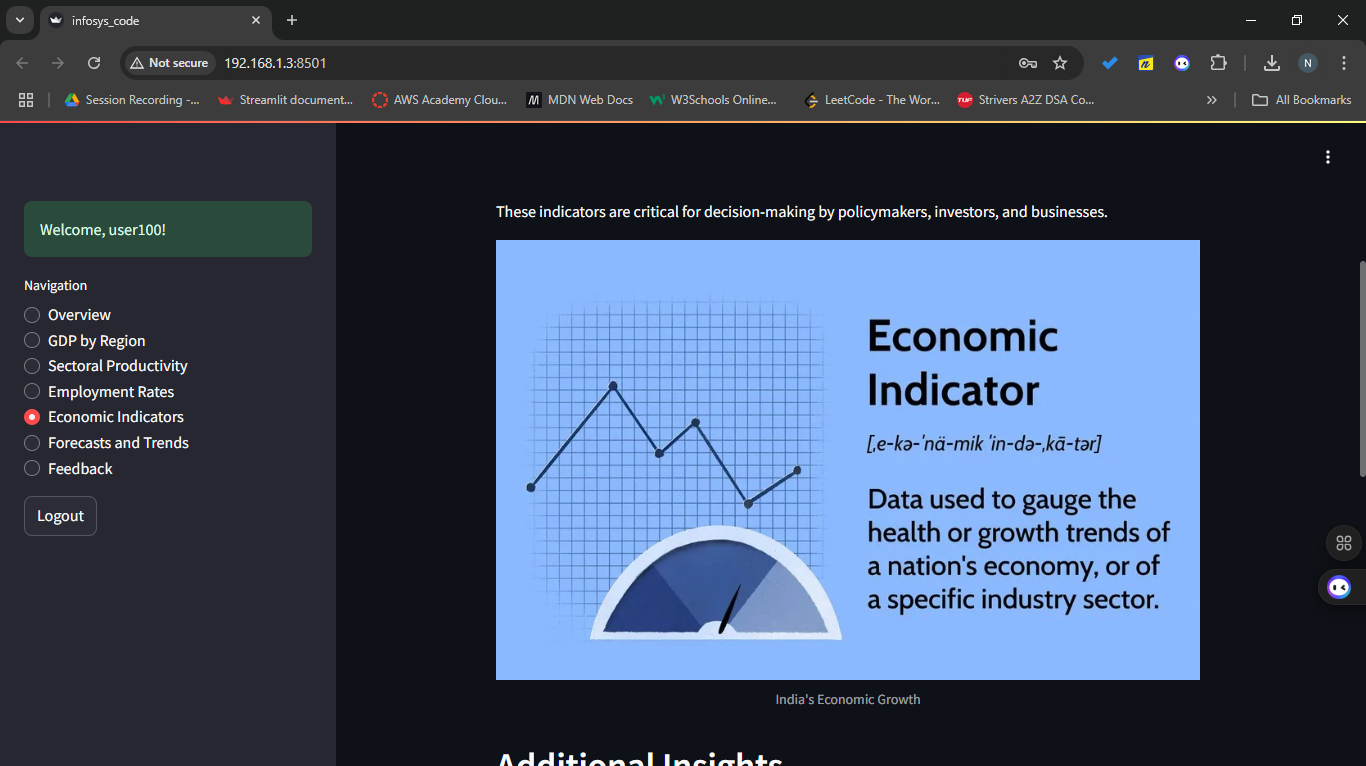 infosys_code
Not secure
192.168.1.3:8501
n
N
Session Recording -...
Streamlit document...
AWS Academy Clou...
M
MDN Web Docs
W3Schools Online...
LeetCode - The Wor...
TUF
Strivers A2Z DSA Co...
All Bookmarks
Welcome, user100!
Navigation
Overview
GDP by Region
Sectoral Productivity
Employment Rates
Economic Indicators
Forecasts and Trends
Feedback
Logout
These indicators are critical for decision-making by policymakers, investors, and businesses.
Economic
Indicator
[,e-kə-'nä-mik 'in-də-,kā-tər]
Data used to gauge the
health or growth trends of
a nation's economy, or of
a specific industry sector.
India's Economic Growth
Additional Insights